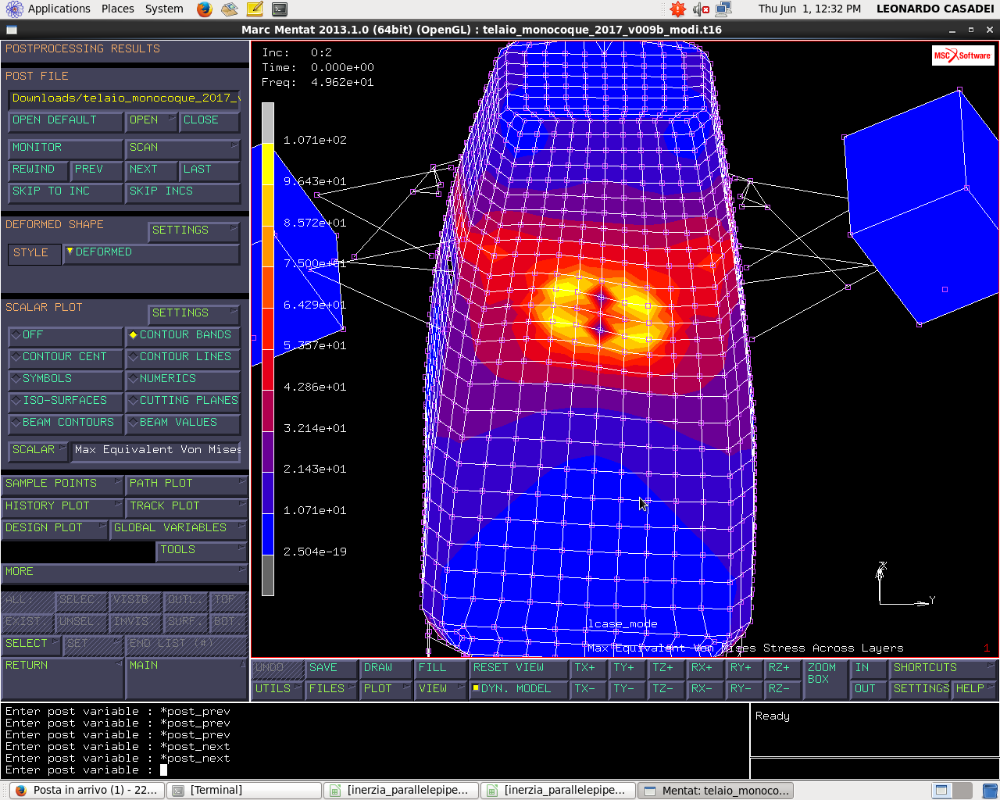 Applications Places System Thu Jun 1, 12:32 PM LEONARDO CASADEI
Marc Mentat 2013.1.0 (64bit) (OpenGL) : telaio_monocoque_2017_v009b_modi.t16
POSTPROCESSING RESULTS
POST FILE
Downloads/telaio_monocoque_2017_v
OPEN DEFAULT OPEN CLOSE
MONITOR SCAN
REWIND PREV NEXT LAST
SKIP TO INC SKIP INCS
DEFORMED SHAPE
SETTINGS
STYLE DEFORMED
SCALAR PLOT
SETTINGS
OFF CONTOUR BANDS
CONTOUR CENT CONTOUR LINES
SYMBOLS NUMERICS
ISO-SURFACES CUTTING PLANES
BEAM CONTOURS BEAM VALUES
SCALAR Max Equivalent Von Mises
SAMPLE POINTS PATH PLOT
HISTORY PLOT TRACK PLOT
DESIGN PLOT GLOBAL VARIABLES
TOOLS
MORE
ALL: SELEC. VISIB. OUTL. TOP
EXIST. UNSEL. INVIS. SURF. BOT.
SELECT SET END LIST (#)
RETURN MAIN
Inc: 0:2
Time: 0.000e+00
Freq: 4.962e+01
MSC Software
1.071e+02
9.643e+01
8.572e+01
7.500e+01
6.429e+01
5.357e+01
4.286e+01
3.214e+01
2.143e+01
1.071e+01
2.504e-19
Z
Y
lcase_mode
Max Equivalent Von Mises Stress Across Layers
1
UNDO SAVE DRAW FILL RESET VIEW TX+ TY+ TZ+ RX+ RY+ RZ+ ZOOM BOX IN SHORTCUTS
UTILS FILES PLOT VIEW DYN. MODEL TX- TY- TZ- RX- RY- RZ- OUT SETTINGS HELP
Enter post variable : *post_prev
Enter post variable : *post_prev
Enter post variable : *post_prev
Enter post variable : *post_next
Enter post variable : *post_next
Enter post variable :
Ready
Posta in arrivo (1) - 22... [Terminal] [inerzia_parallelepipe... [inerzia_parallelepipe... Mentat: telaio_monoco...